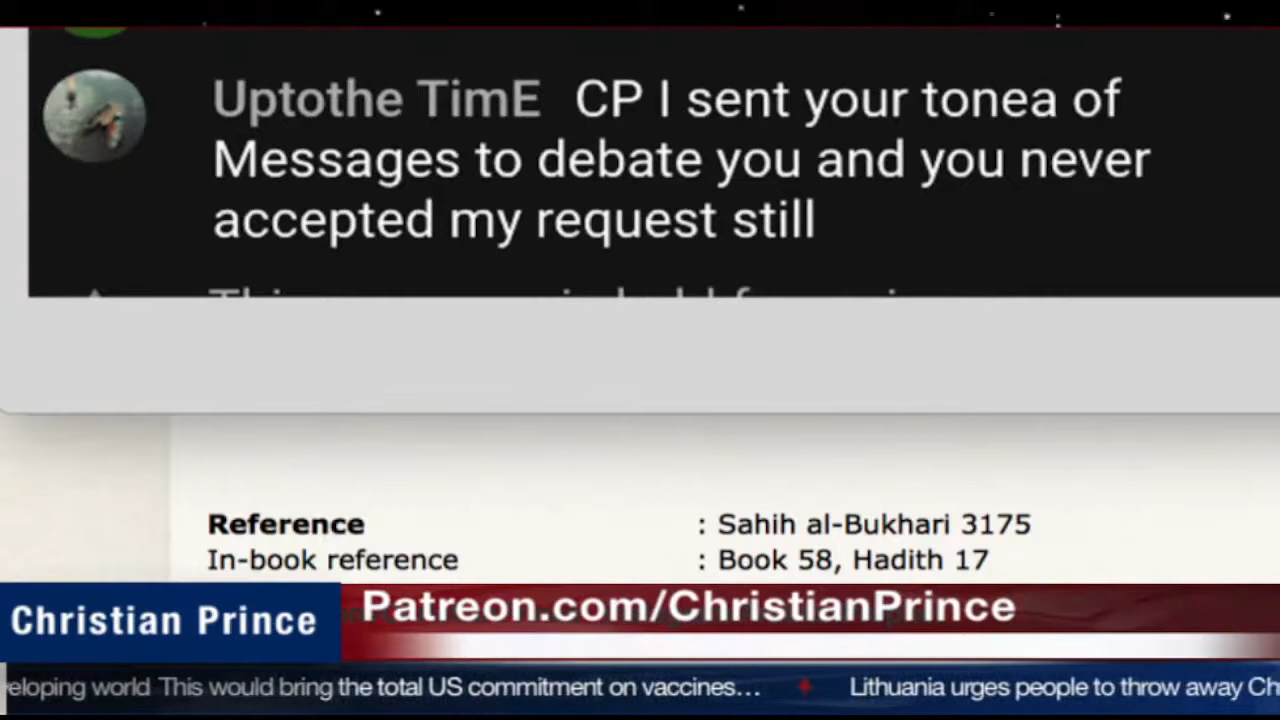 Uptothe TimE CP I sent your tonea of
Messages to debate you and you never
accepted my request still
Reference : Sahih al-Bukhari 3175
In-book reference : Book 58, Hadith 17
Christian Prince
Patreon.com/ChristianPrince
eloping world This would bring the total US commitment on vaccines... Lithuania urges people to throw away Ch